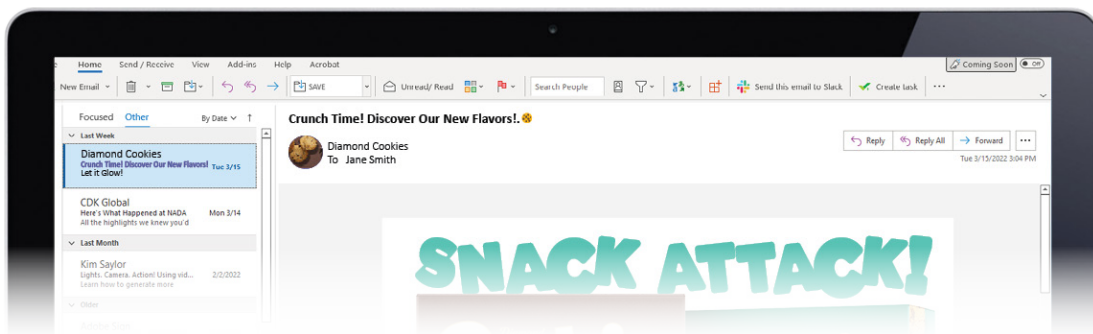 Home Send / Receive View Add-ins Help Acrobat
Coming Soon Off
New Email SAVE Unread/ Read Search People Send this email to Slack Create task ...
Focused Other By Date
Last Week
Diamond Cookies
Crunch Time! Discover Our New Flavors! Tue 3/15
Let it Glow!
CDK Global
Here's What Happened at NADA Mon 3/14
All the highlights we knew you'd
Last Month
Kim Saylor
Lights. Camera. Action! Using vid... 2/2/2022
Learn how to generate more
Older
Crunch Time! Discover Our New Flavors!.
Diamond Cookies
To Jane Smith
Reply Reply All Forward ...
Tue 3/15/2022 3:04 PM
SNACK ATTACK!